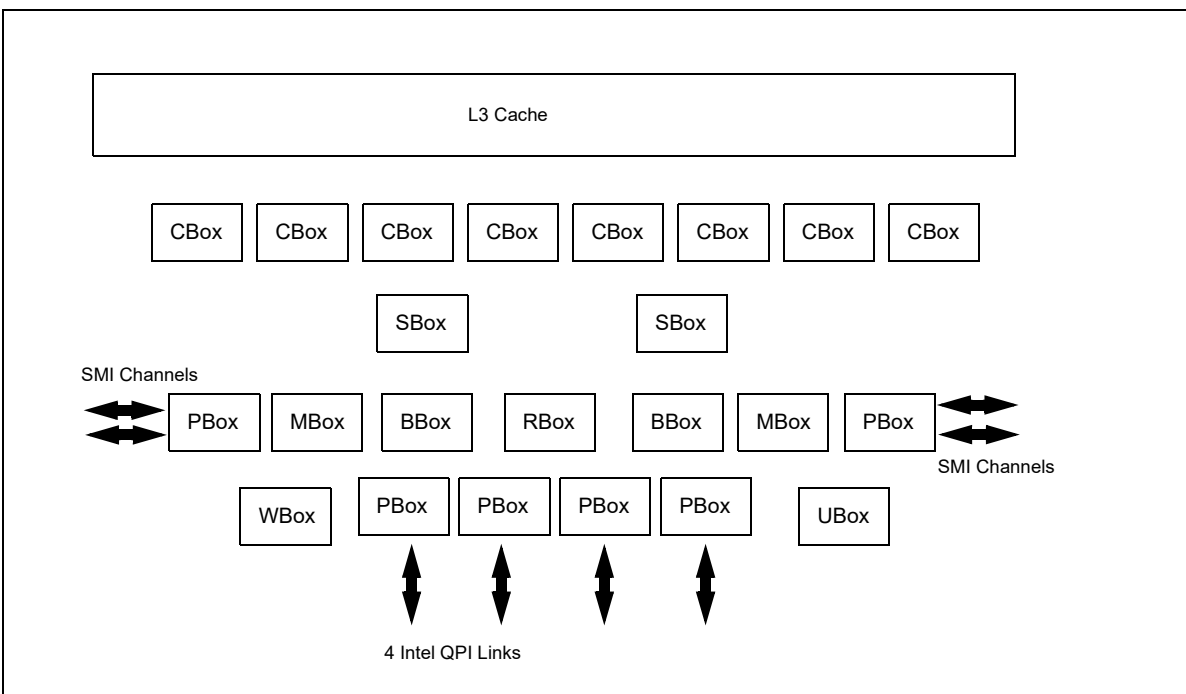 L3 Cache
CBox CBox CBox CBox CBox CBox CBox CBox
SBox SBox
SMI Channels
PBox MBox BBox RBox BBox MBox PBox
SMI Channels
WBox PBox PBox PBox PBox UBox
4 Intel QPI Links